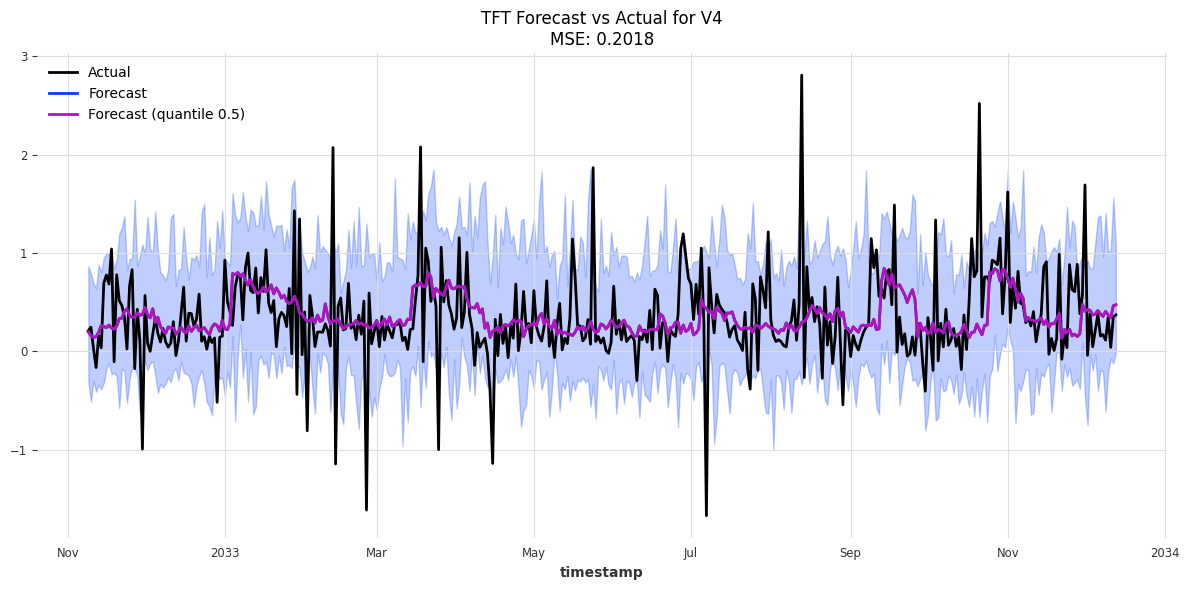 TFT Forecast vs Actual for V4
MSE: 0.2018
Actual
Forecast
Forecast (quantile 0.5)
3
2
1
0
−1
Nov
2033
Mar
May
Jul
Sep
Nov
2034
timestamp